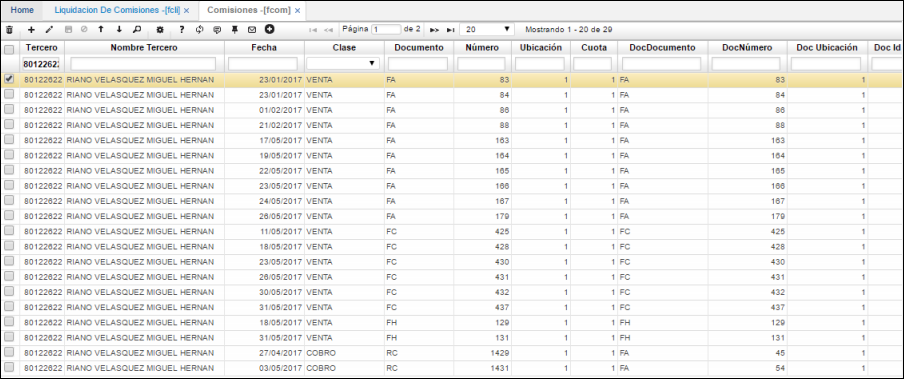 Home Liquidacion De Comisiones -[fcli] x Comisiones -[fcom] x
Página 1 de 2 20 Mostrando 1 - 20 de 29
Tercero Nombre Tercero Fecha Clase Documento Número Ubicación Cuota DocDocumento DocNúmero Doc Ubicación Doc Id
8012262
80122622 RIANO VELASQUEZ MIGUEL HERNAN 23/01/2017 VENTA FA 83 1 1 FA 83 1
80122622 RIANO VELASQUEZ MIGUEL HERNAN 23/01/2017 VENTA FA 84 1 1 FA 84 1
80122622 RIANO VELASQUEZ MIGUEL HERNAN 01/02/2017 VENTA FA 86 1 1 FA 86 1
80122622 RIANO VELASQUEZ MIGUEL HERNAN 21/02/2017 VENTA FA 88 1 1 FA 88 1
80122622 RIANO VELASQUEZ MIGUEL HERNAN 17/05/2017 VENTA FA 163 1 1 FA 163 1
80122622 RIANO VELASQUEZ MIGUEL HERNAN 19/05/2017 VENTA FA 164 1 1 FA 164 1
80122622 RIANO VELASQUEZ MIGUEL HERNAN 22/05/2017 VENTA FA 165 1 1 FA 165 1
80122622 RIANO VELASQUEZ MIGUEL HERNAN 23/05/2017 VENTA FA 166 1 1 FA 166 1
80122622 RIANO VELASQUEZ MIGUEL HERNAN 24/05/2017 VENTA FA 167 1 1 FA 167 1
80122622 RIANO VELASQUEZ MIGUEL HERNAN 26/05/2017 VENTA FA 179 1 1 FA 179 1
80122622 RIANO VELASQUEZ MIGUEL HERNAN 11/05/2017 VENTA FC 425 1 1 FC 425 1
80122622 RIANO VELASQUEZ MIGUEL HERNAN 18/05/2017 VENTA FC 428 1 1 FC 428 1
80122622 RIANO VELASQUEZ MIGUEL HERNAN 23/05/2017 VENTA FC 430 1 1 FC 430 1
80122622 RIANO VELASQUEZ MIGUEL HERNAN 26/05/2017 VENTA FC 431 1 1 FC 431 1
80122622 RIANO VELASQUEZ MIGUEL HERNAN 30/05/2017 VENTA FC 432 1 1 FC 432 1
80122622 RIANO VELASQUEZ MIGUEL HERNAN 31/05/2017 VENTA FC 437 1 1 FC 437 1
80122622 RIANO VELASQUEZ MIGUEL HERNAN 18/05/2017 VENTA FH 129 1 1 FH 129 1
80122622 RIANO VELASQUEZ MIGUEL HERNAN 31/05/2017 VENTA FH 131 1 1 FH 131 1
80122622 RIANO VELASQUEZ MIGUEL HERNAN 27/04/2017 COBRO RC 1429 1 1 FA 45 1
80122622 RIANO VELASQUEZ MIGUEL HERNAN 03/05/2017 COBRO RC 1431 1 1 FA 54 1